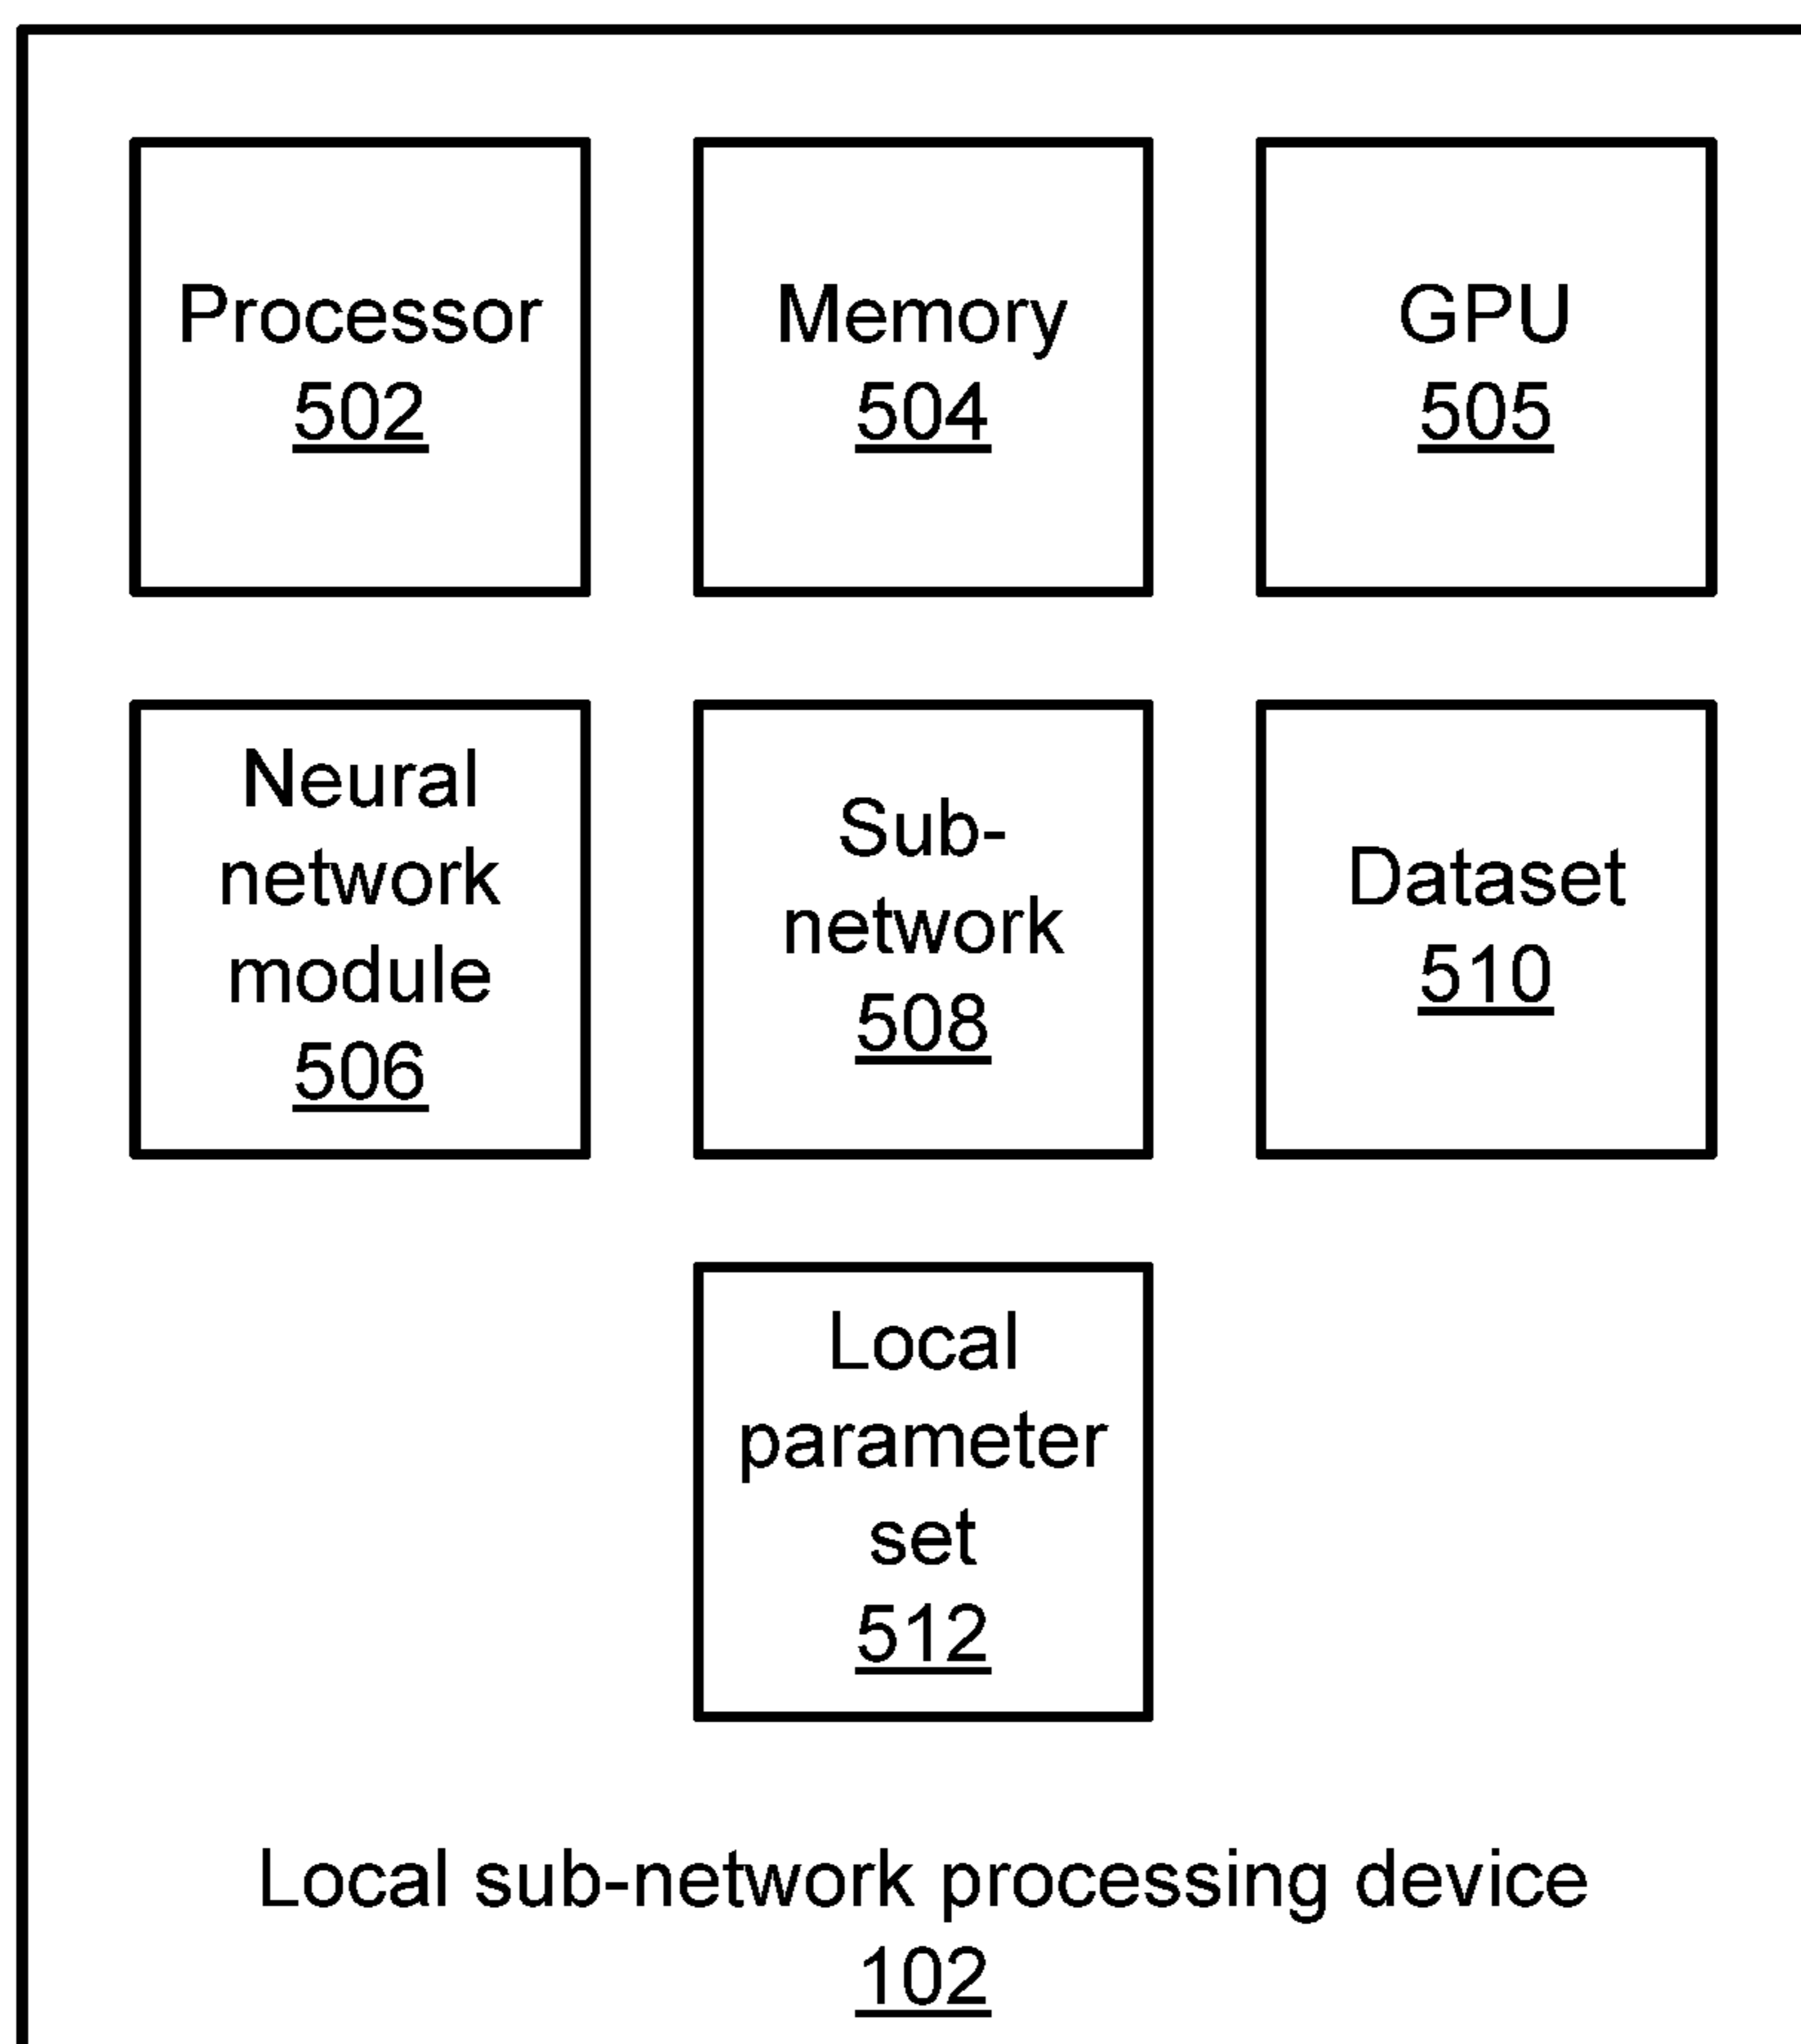 Processor
502
Memory
504
GPU
505
Neural
network
module
506
Sub-
network
508
Dataset
510
Local
parameter
set
512
Local sub-network processing device
102